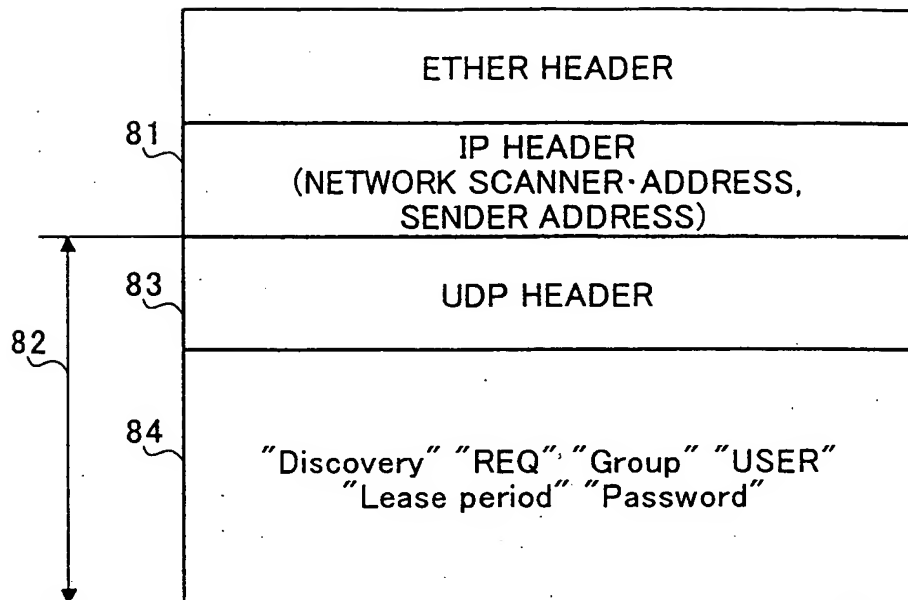 ETHER HEADER
81
IP HEADER
(NETWORK SCANNER·ADDRESS,
SENDER ADDRESS)
83
UDP HEADER
82
84
"Discovery" "REQ" "Group" "USER"
"Lease period" "Password"